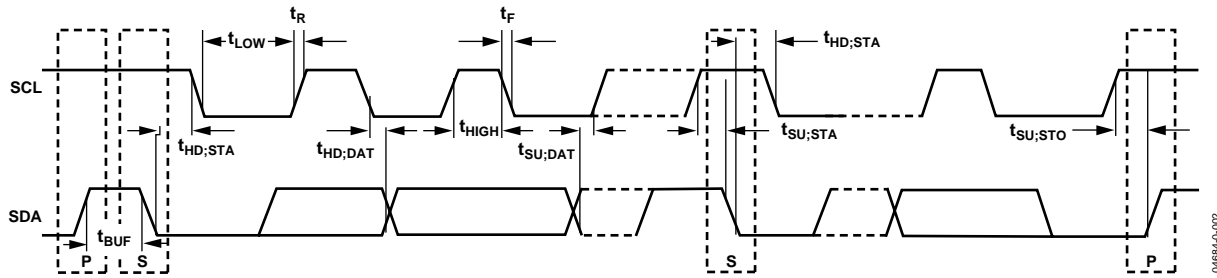 tR
tF
tLOW
tHD;STA
SCL
tHD;STA
tHD;DAT
tHIGH
tSU;DAT
tSU;STA
tSU;STO
SDA
tBUF
P
S
S
P
04684-0-002